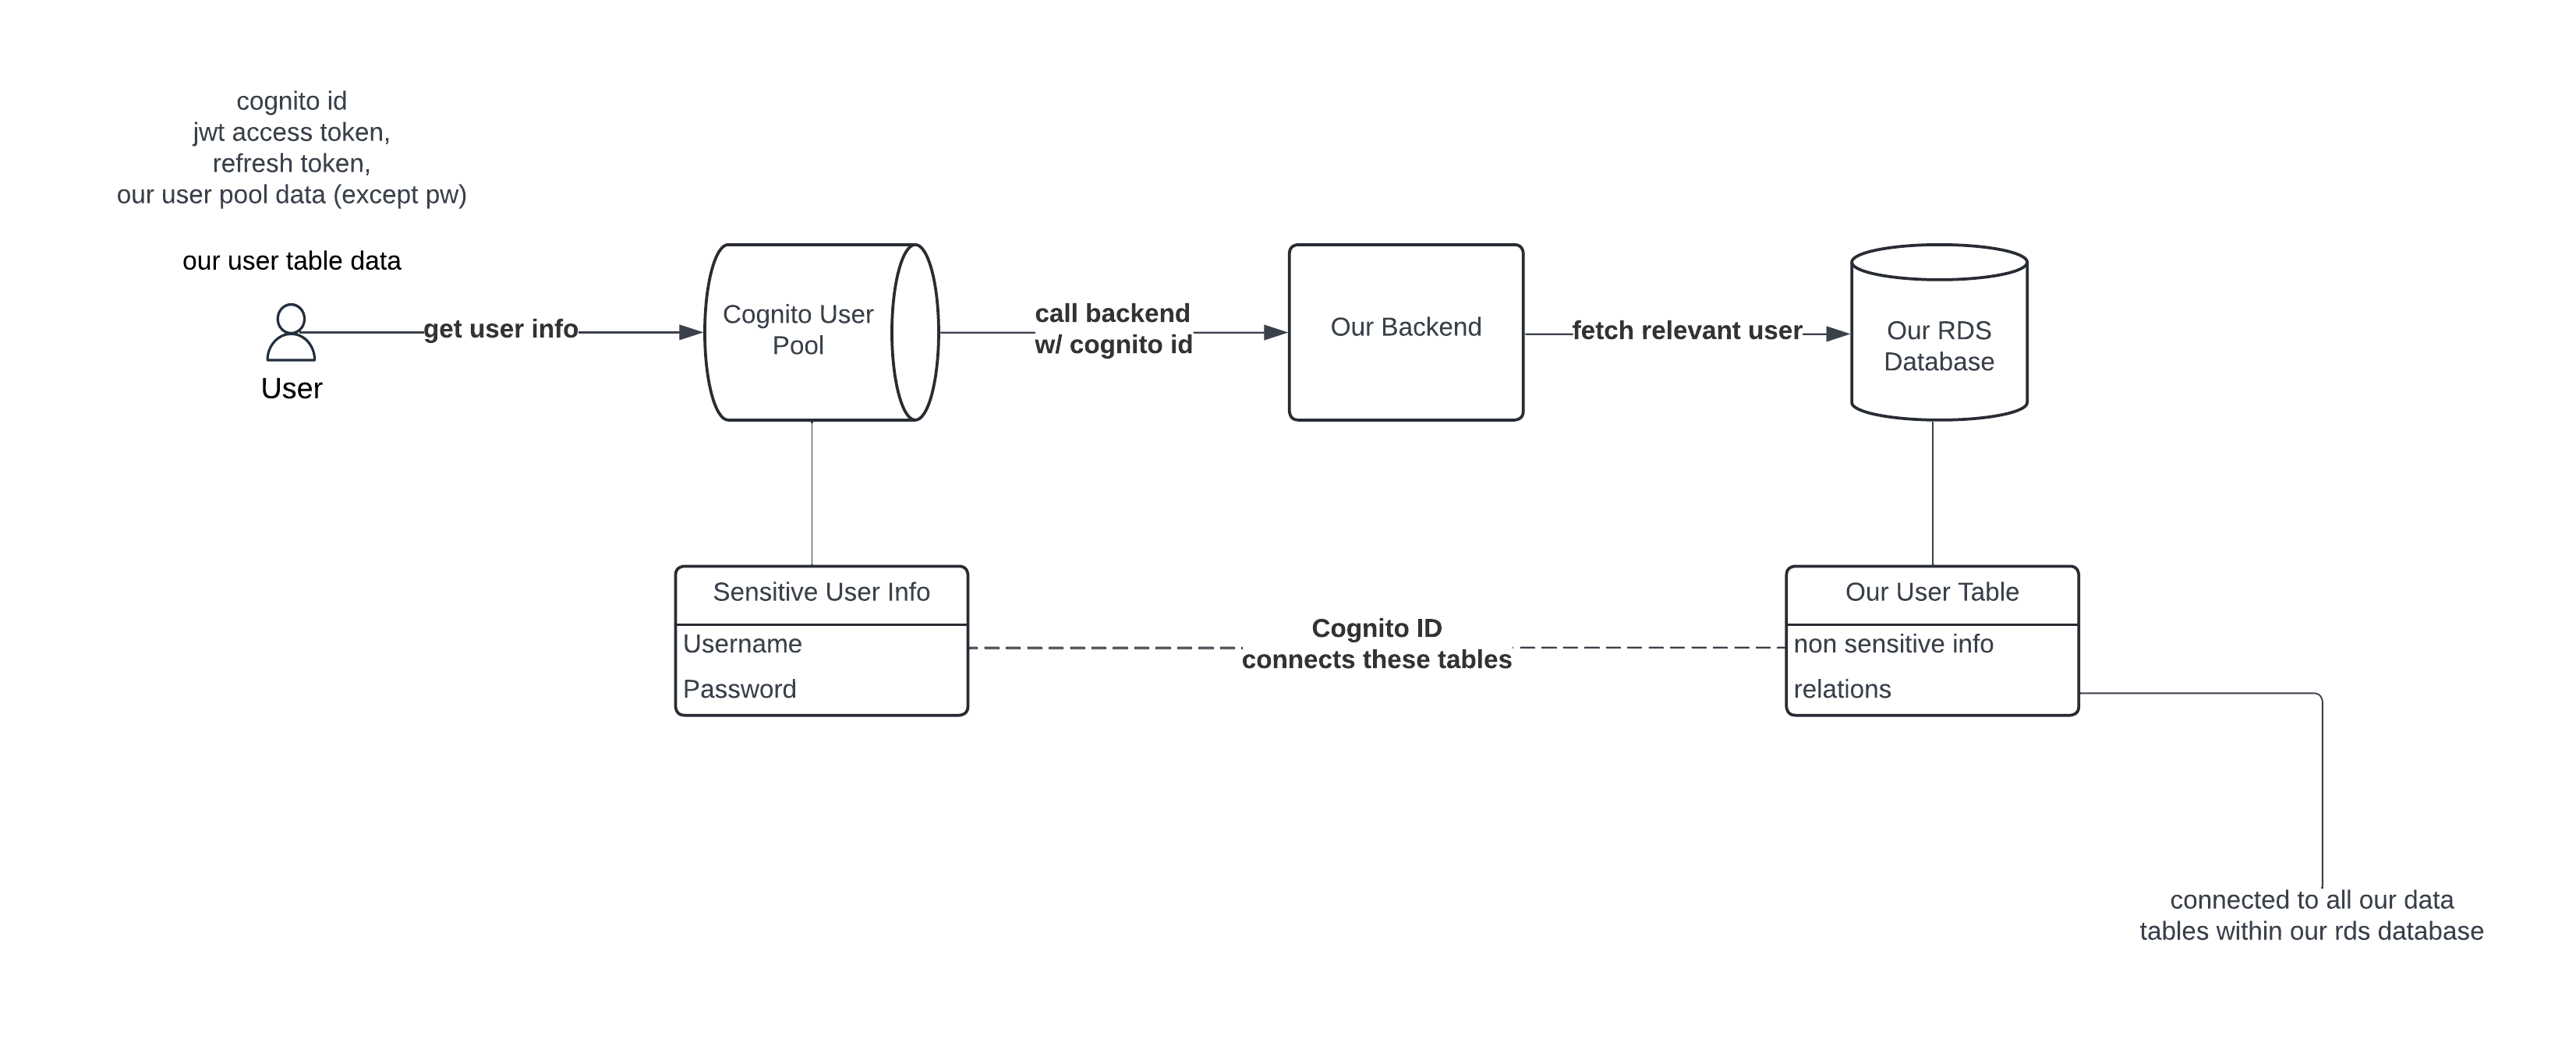 cognito id
jwt access token,
refresh token,
our user pool data (except pw)
our user table data
User
get user info
Cognito User
Pool
call backend
w/ cognito id
Our Backend
fetch relevant user
Our RDS
Database
Sensitive User Info
Username
Password
Cognito ID
connects these tables
Our User Table
non sensitive info
relations
connected to all our data
tables within our rds database